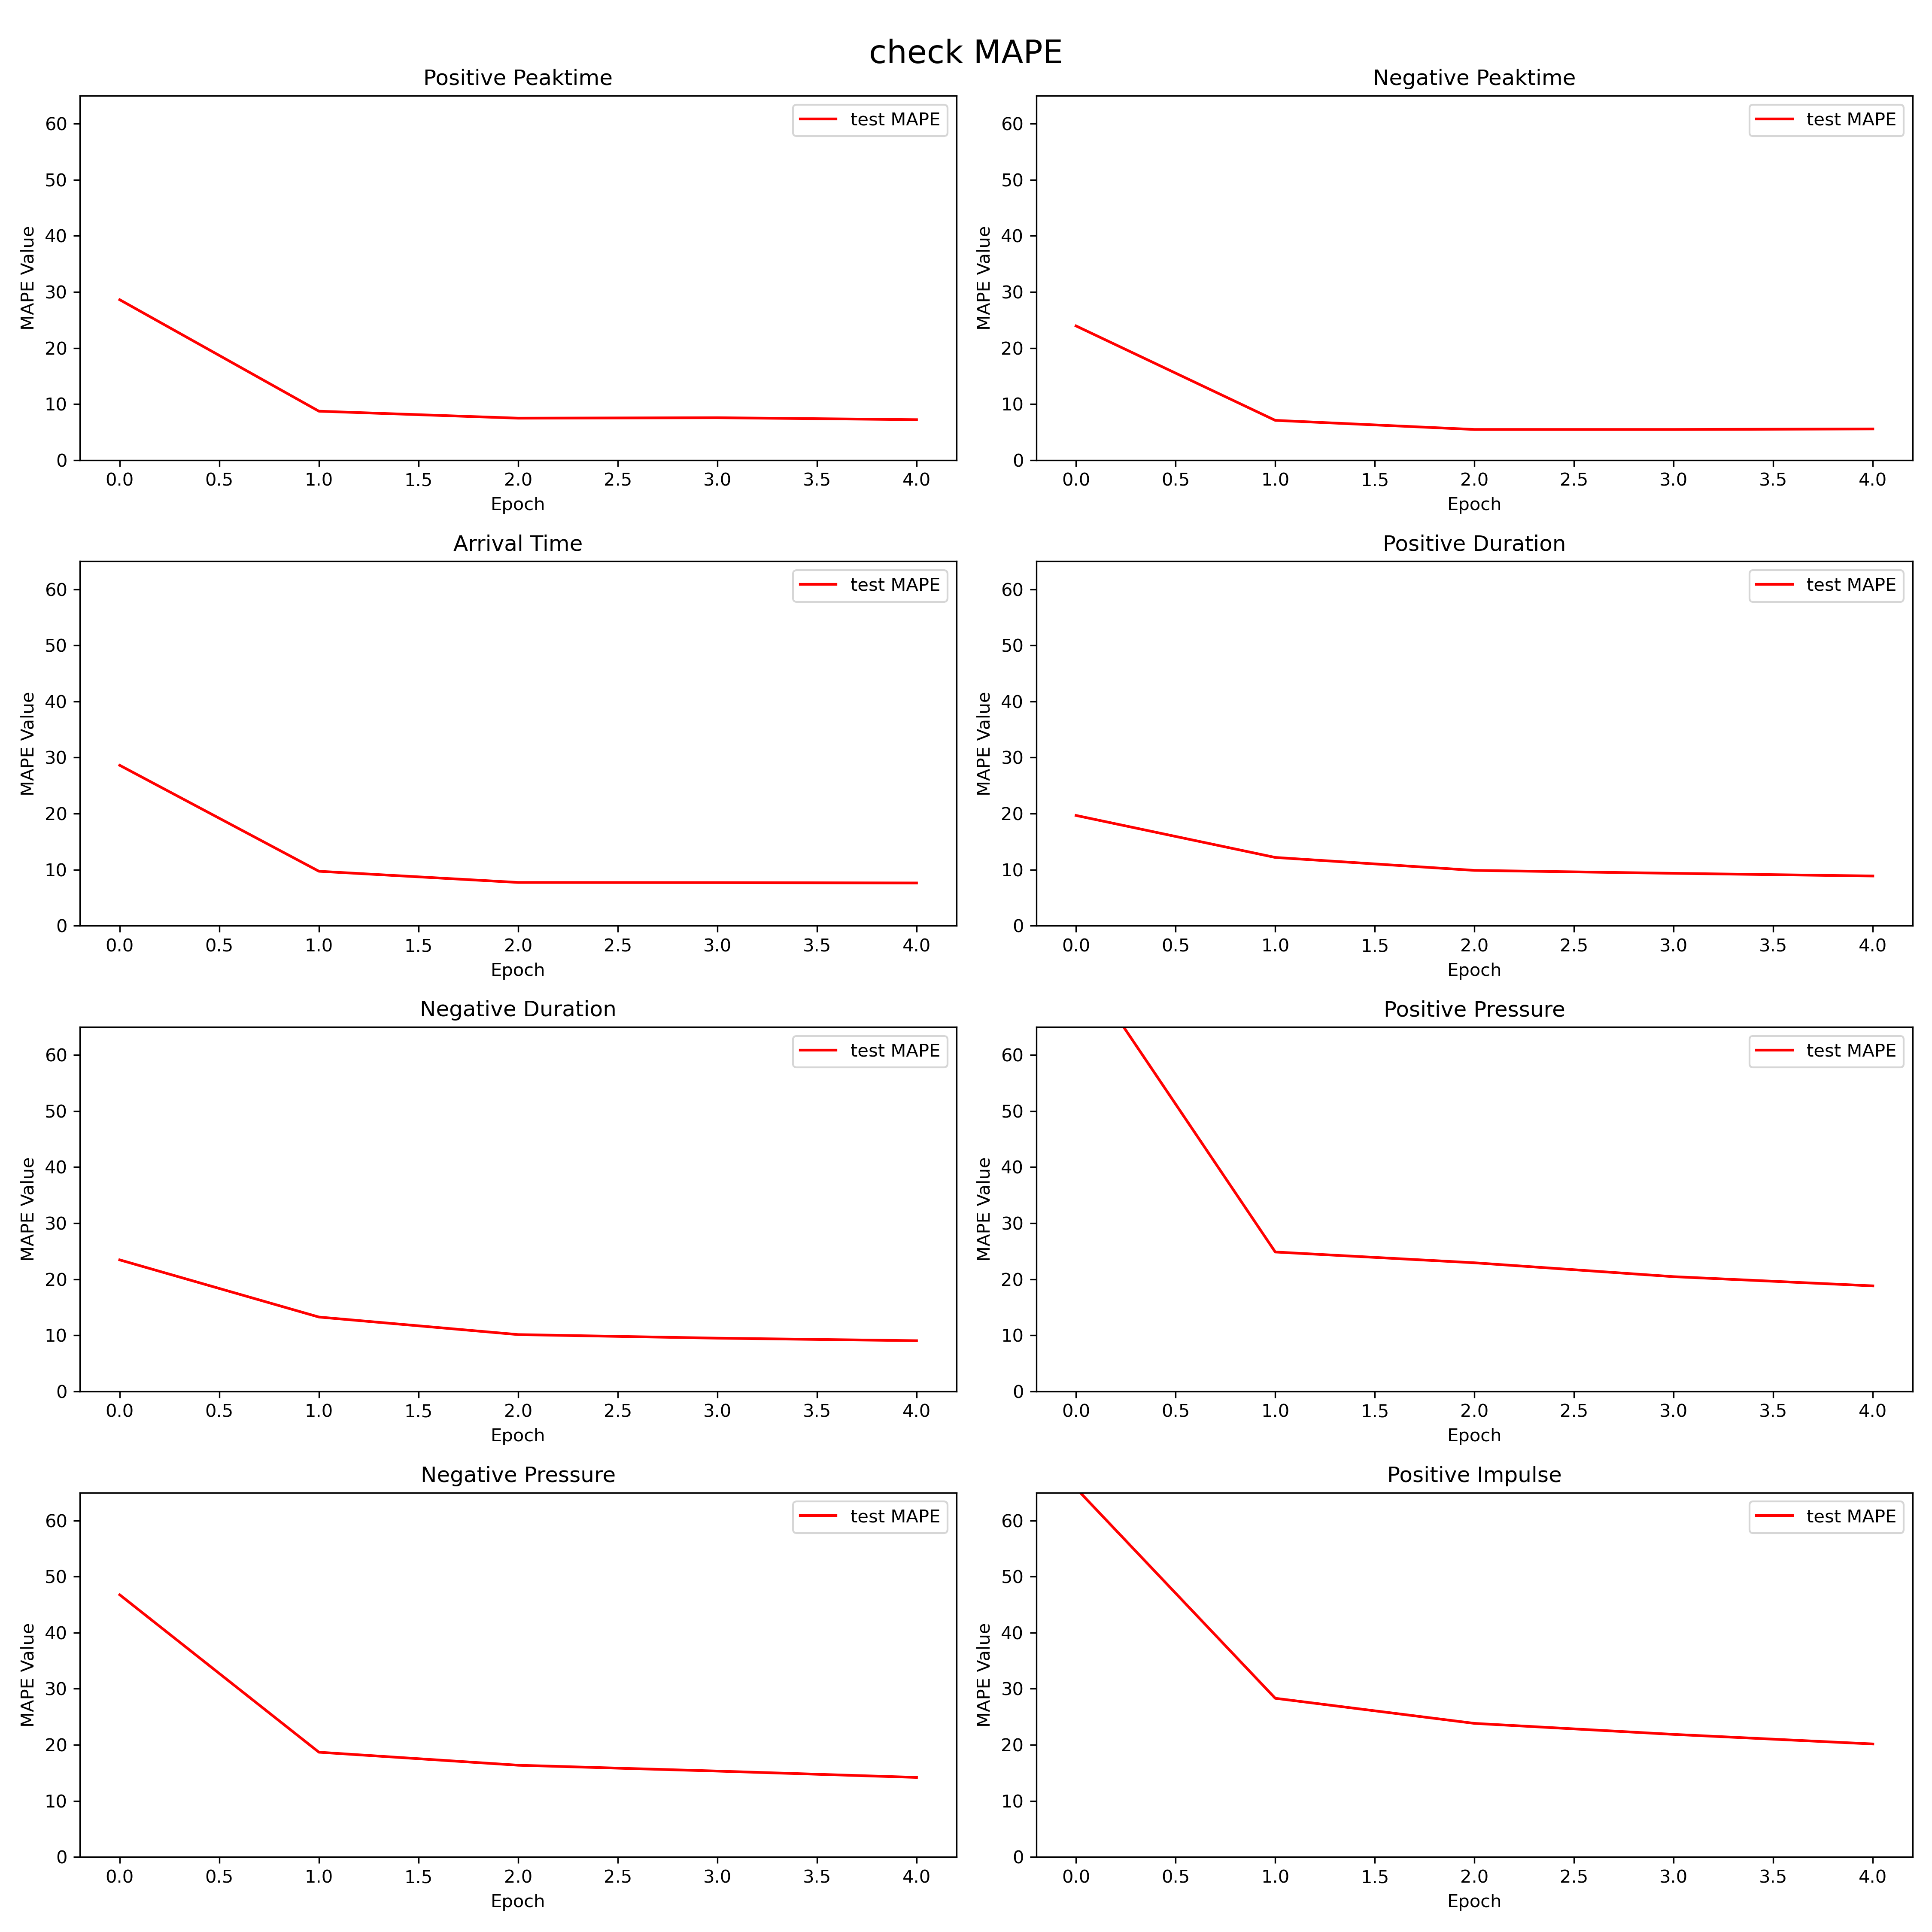 check MAPE
Positive Peaktime
test MAPE
MAPE Value
60
50
40
30
20
10
0
0.0 0.5 1.0 1.5 2.0 2.5 3.0 3.5 4.0
Epoch
Negative Peaktime
test MAPE
MAPE Value
60
50
40
30
20
10
0
0.0 0.5 1.0 1.5 2.0 2.5 3.0 3.5 4.0
Epoch
Arrival Time
test MAPE
MAPE Value
60
50
40
30
20
10
0
0.0 0.5 1.0 1.5 2.0 2.5 3.0 3.5 4.0
Epoch
Positive Duration
test MAPE
MAPE Value
60
50
40
30
20
10
0
0.0 0.5 1.0 1.5 2.0 2.5 3.0 3.5 4.0
Epoch
Negative Duration
test MAPE
MAPE Value
60
50
40
30
20
10
0
0.0 0.5 1.0 1.5 2.0 2.5 3.0 3.5 4.0
Epoch
Positive Pressure
test MAPE
MAPE Value
60
50
40
30
20
10
0
0.0 0.5 1.0 1.5 2.0 2.5 3.0 3.5 4.0
Epoch
Negative Pressure
test MAPE
MAPE Value
60
50
40
30
20
10
0
0.0 0.5 1.0 1.5 2.0 2.5 3.0 3.5 4.0
Epoch
Positive Impulse
test MAPE
MAPE Value
60
50
40
30
20
10
0
0.0 0.5 1.0 1.5 2.0 2.5 3.0 3.5 4.0
Epoch